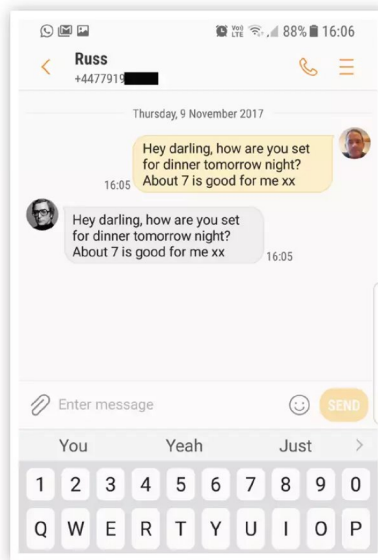 Vo))
LTE
88%
16:06
Russ
+4477919
Thursday, 9 November 2017
Hey darling, how are you set
for dinner tomorrow night?
About 7 is good for me xx
16:05
Hey darling, how are you set
for dinner tomorrow night?
About 7 is good for me xx
16:05
Enter message
SEND
You Yeah Just
1 2 3 4 5 6 7 8 9 0
Q W E R T Y U I O P